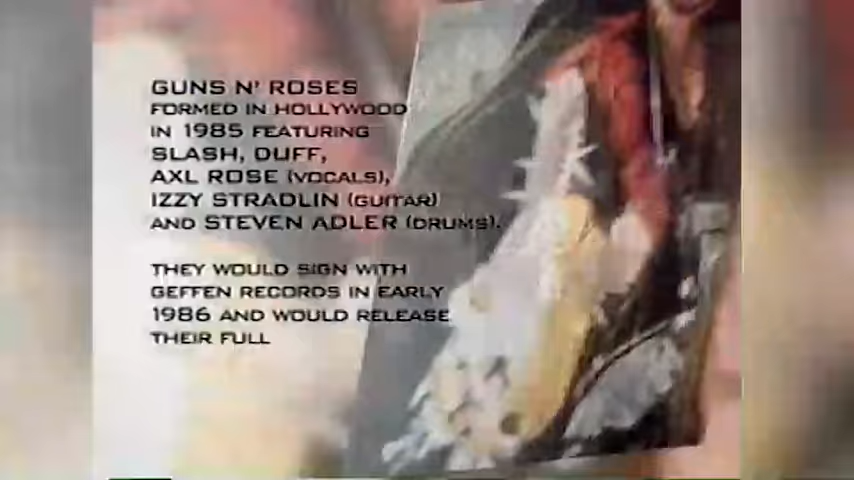 GUNS N' ROSES
FORMED IN HOLLYWOOD
IN 1985 FEATURING
SLASH, DUFF,
AXL ROSE (VOCALS),
IZZY STRADLIN (GUITAR)
AND STEVEN ADLER (DRUMS).
THEY WOULD SIGN WITH
GEFFEN RECORDS IN EARLY
1986 AND WOULD RELEASE
THEIR FULL